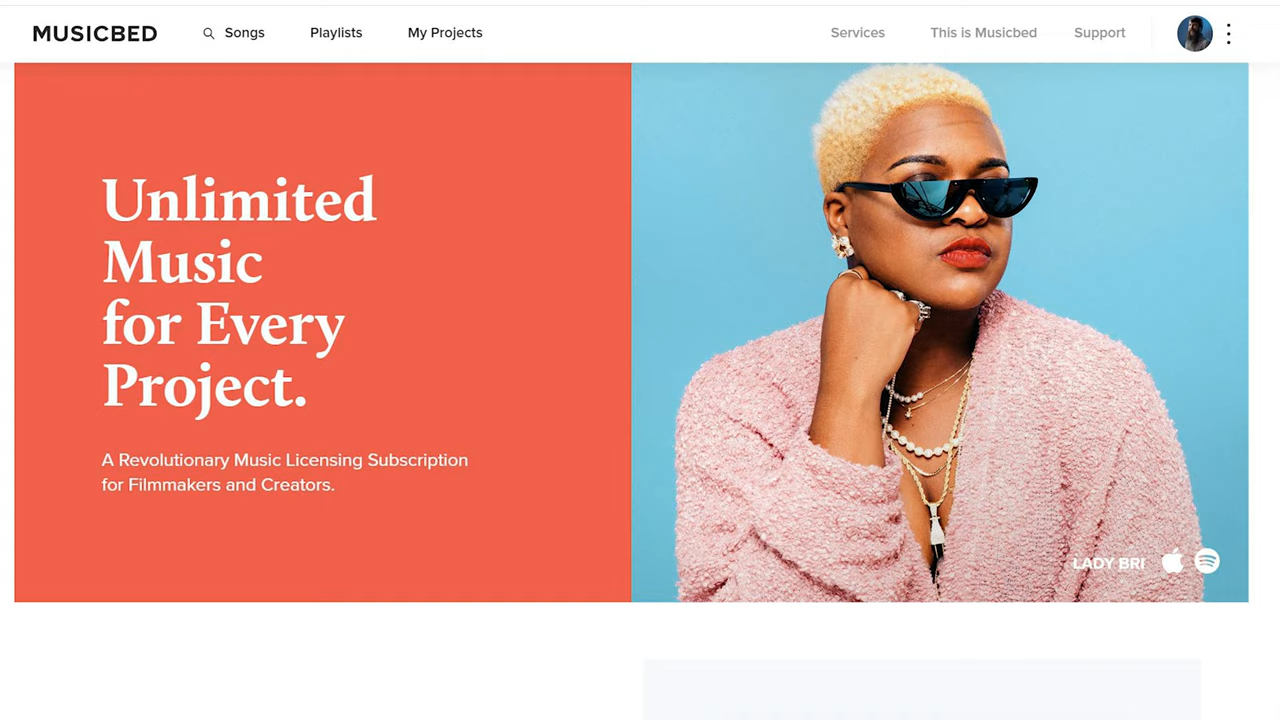 MUSICBED
Songs
Playlists
My Projects
Services
This is Musicbed
Support
Unlimited
Music
for Every
Project.
A Revolutionary Music Licensing Subscription
for Filmmakers and Creators.
LADY BRI